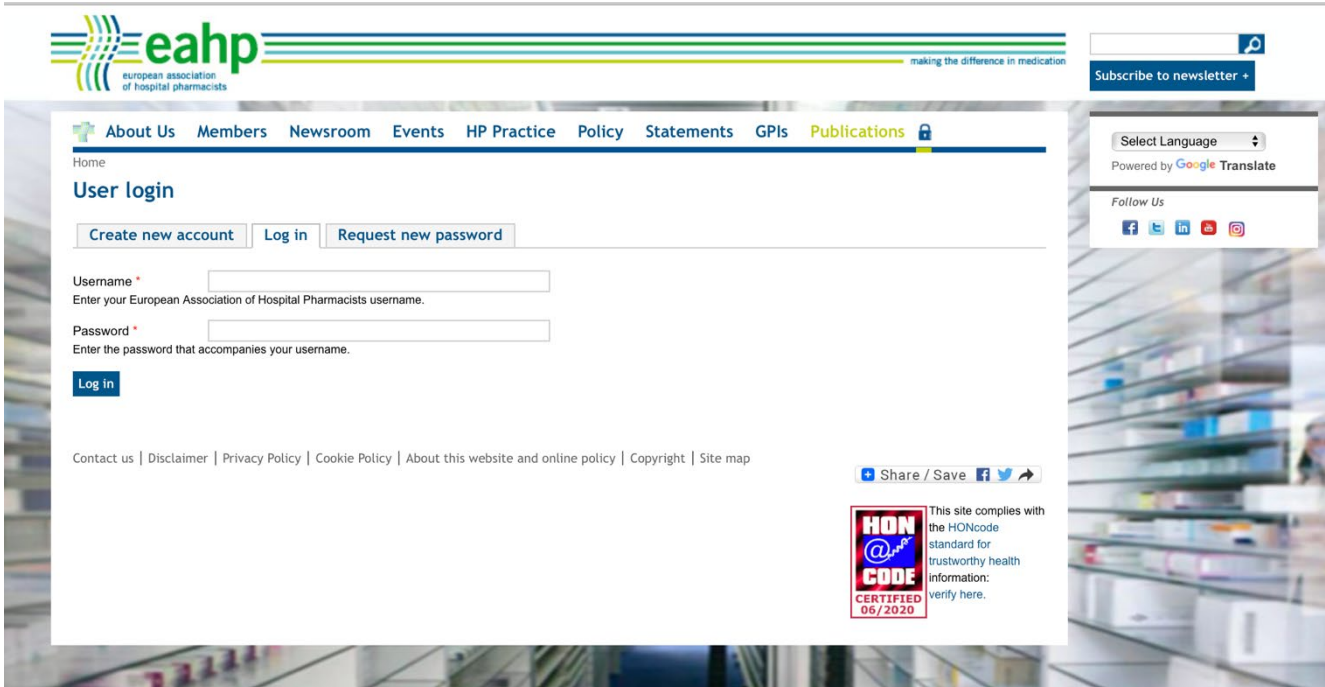 eahp
european association
of hospital pharmacists
making the difference in medication
Subscribe to newsletter +
About Us Members Newsroom Events HP Practice Policy Statements GPIs Publications
Select Language
Powered by Google Translate
Follow Us
Home
User login
Create new account Log in Request new password
Username *
Enter your European Association of Hospital Pharmacists username.
Password *
Enter the password that accompanies your username.
Log in
Contact us | Disclaimer | Privacy Policy | Cookie Policy | About this website and online policy | Copyright | Site map
Share / Save
HON
@
CODE
CERTIFIED
06/2020
This site complies with
the HONcode
standard for
trustworthy health
information:
verify here.